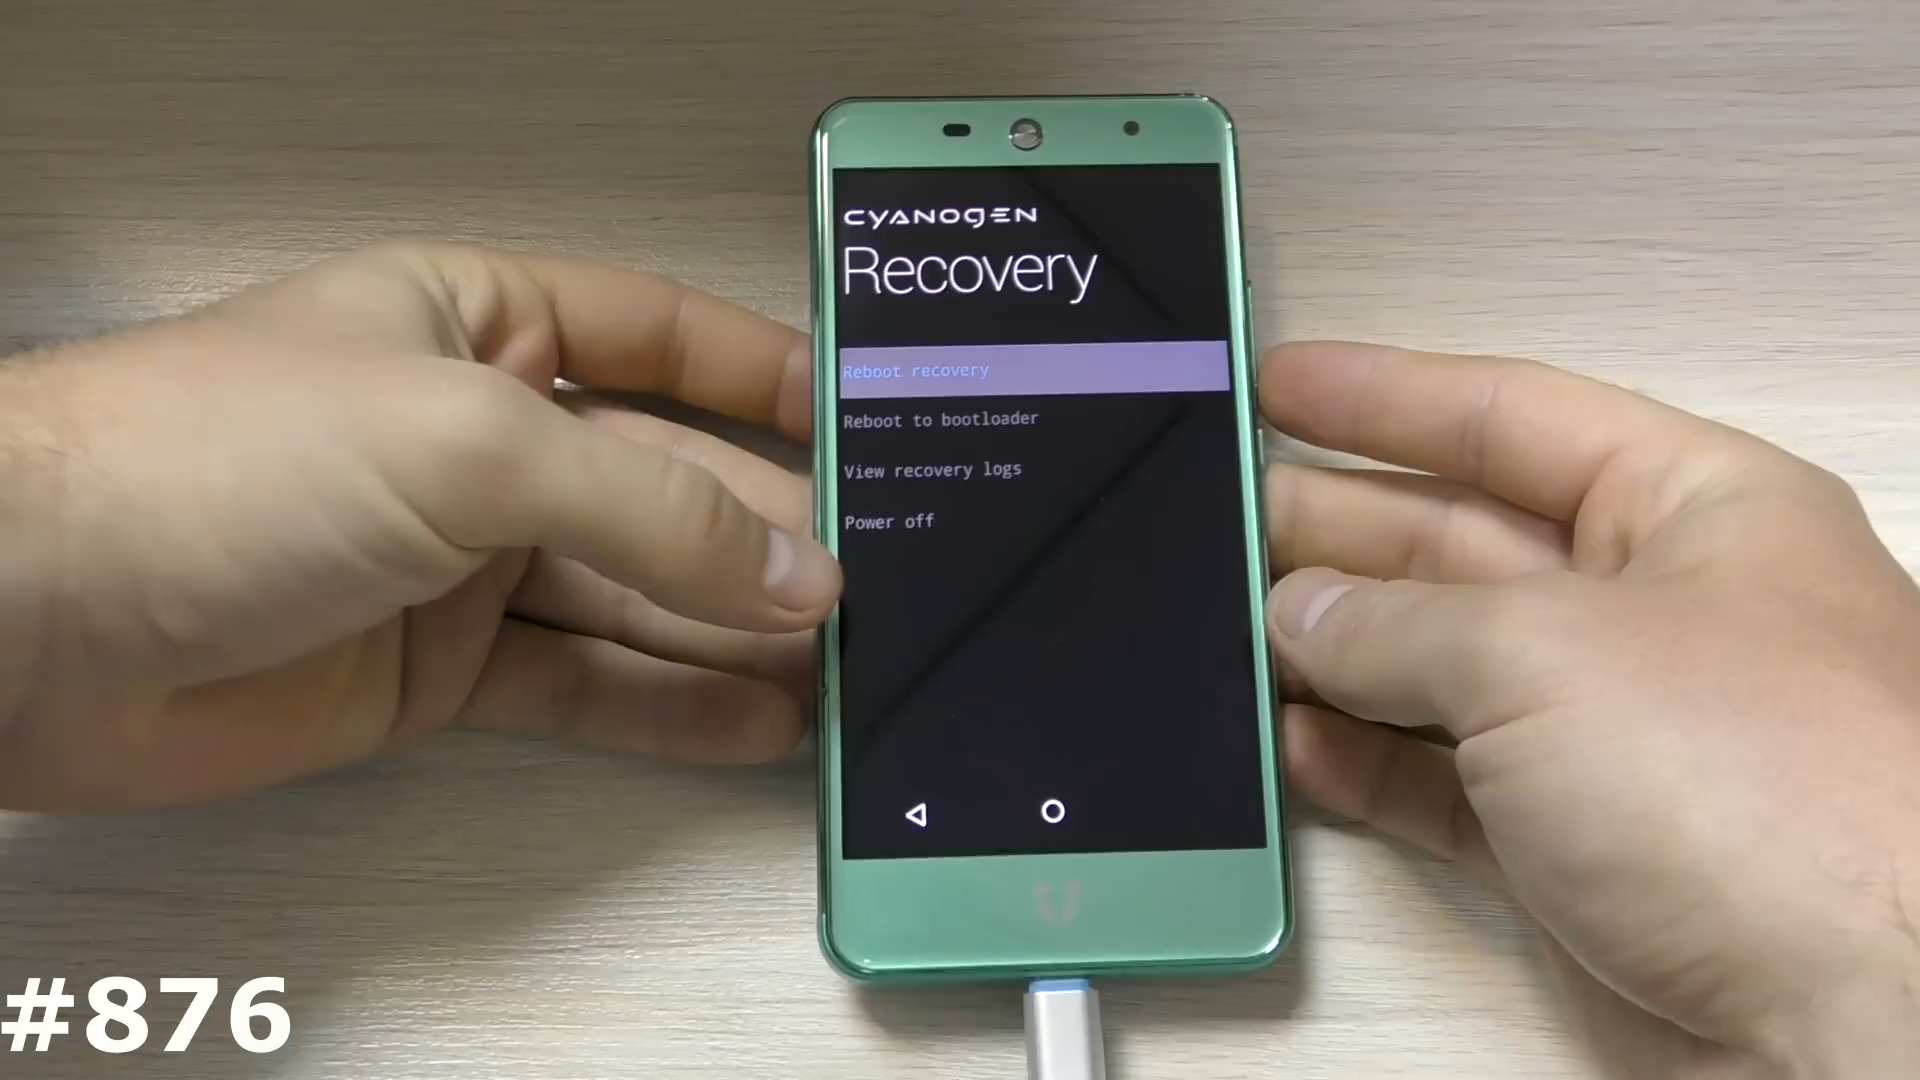 CYANOGEN
Recovery
Reboot recovery
Reboot to bootloader
View recovery logs
Power off
#876